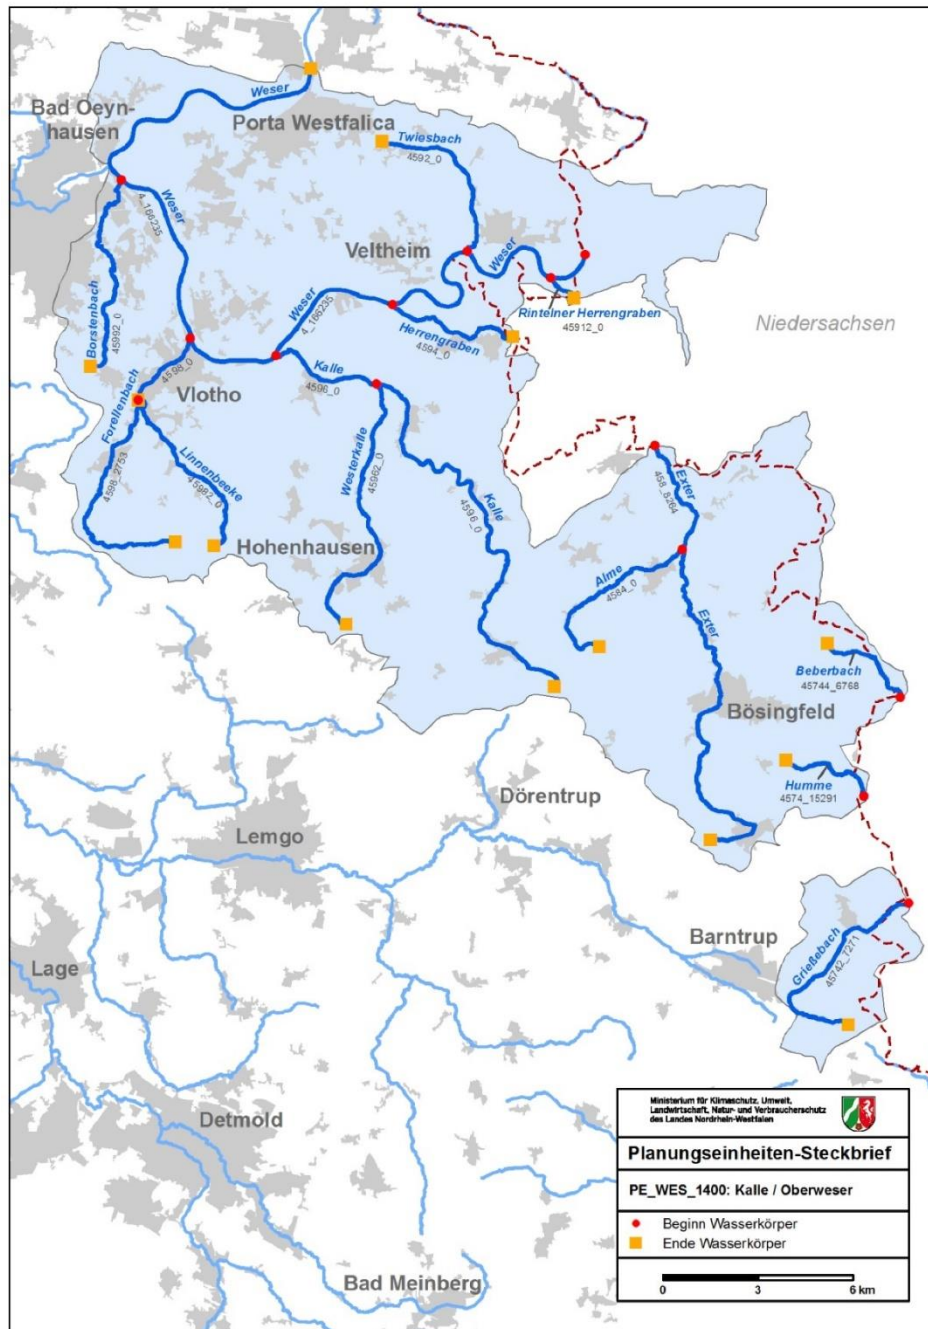 Weser
Bad Oeyn-
hausen
Porta Westfalica
Twiesbach
4592_0
Weser
4_166235
Veltheim
Weser
Borstenbach
45992_0
Weser
4_166235
Rintelner Herrengraben
45912_0
Niedersachsen
Herrengraben
4594_0
Forellenbach
4598_0
Vlotho
Kalle
4596_0
4598_2753
Linnenbeeke
45982_0
Westerkalle
45962_0
Kalle
4596_0
Exter
458_8264
Hohenhausen
Alme
4584_0
Exter
Beberbach
45744_6768
Bösingfeld
Humme
4574_15291
Dörentrup
Lemgo
Barntrup
Grießebach
45742_7271
Lage
Detmold
Bad Meinberg
Ministerium für Klimaschutz, Umwelt,
Landwirtschaft, Natur- und Verbraucherschutz
des Landes Nordrhein-Westfalen
Planungseinheiten-Steckbrief
PE_WES_1400: Kalle / Oberweser
Beginn Wasserkörper
Ende Wasserkörper
0 3 6 km